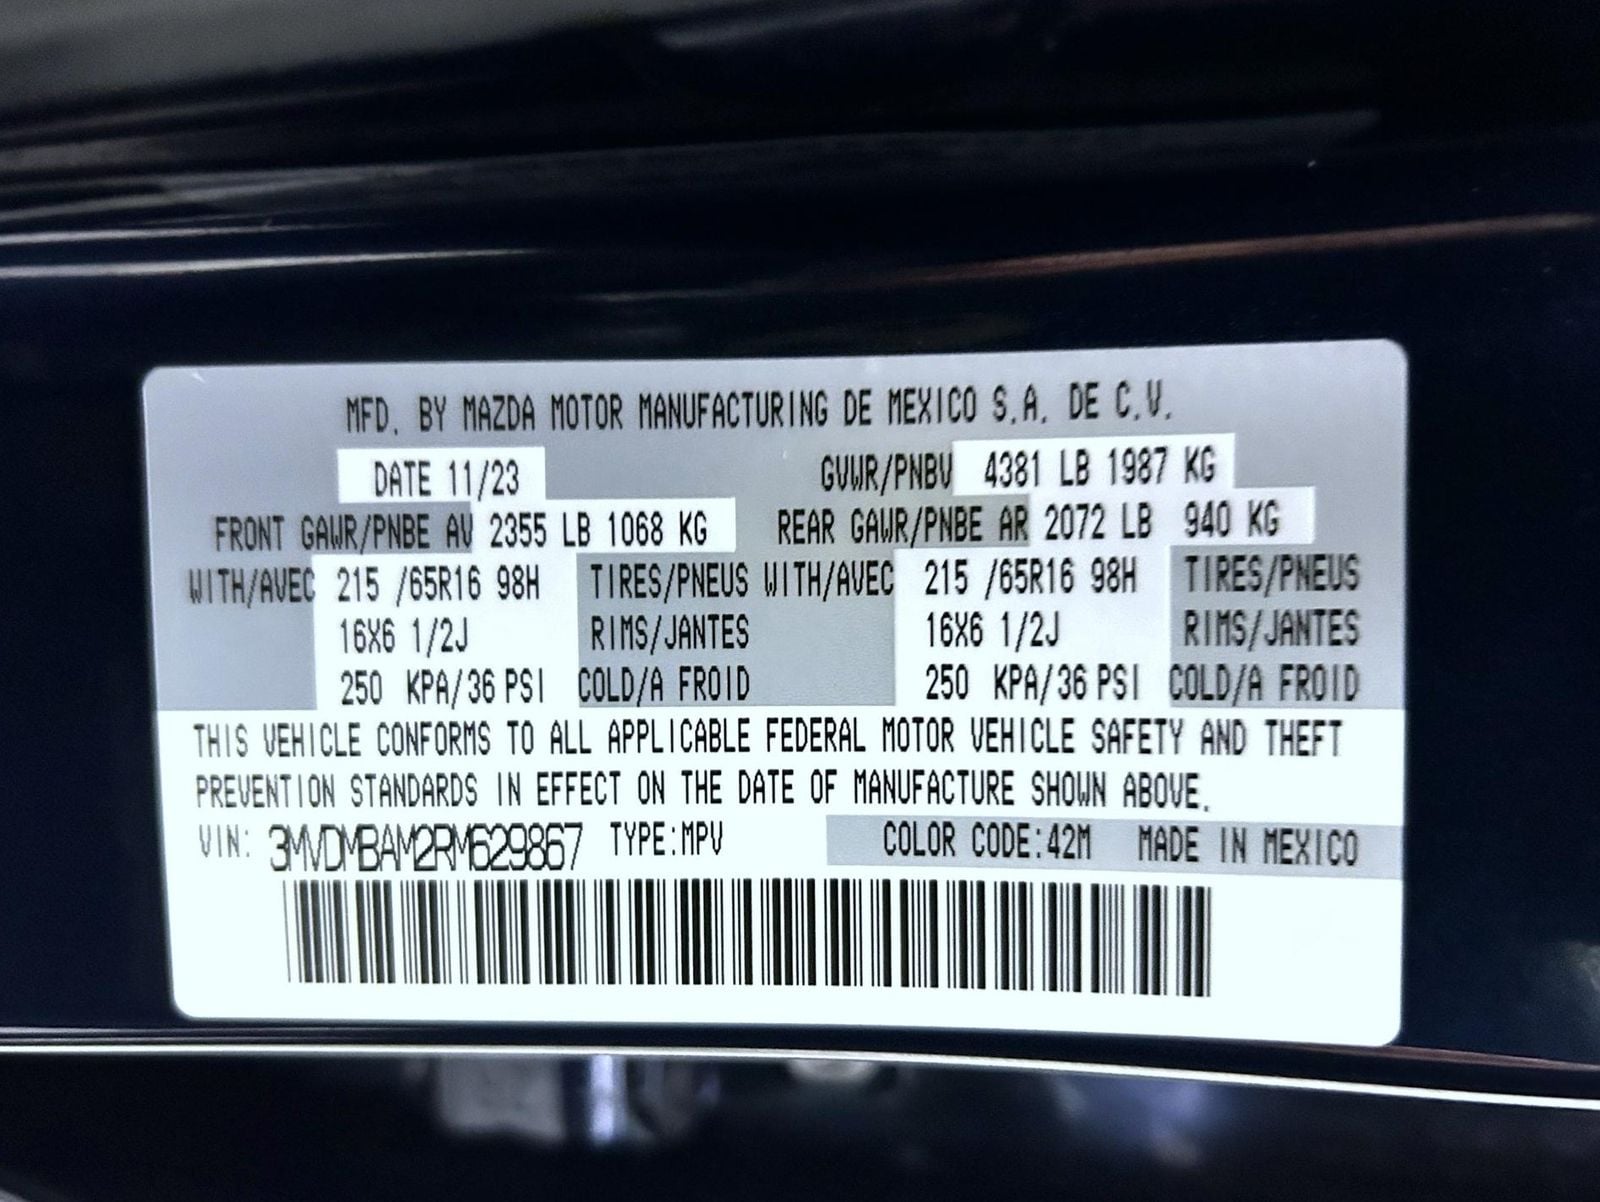 MFD. BY MAZDA MOTOR MANUFACTURING DE MEXICO S.A. DE C.V.
DATE 11/23 GVWR/PNBV 4381 LB 1987 KG
FRONT GAWR/PNBE AV 2355 LB 1068 KG REAR GAWR/PNBE AR 2072 LB 940 KG
WITH/AVEC 215 /65R16 98H TIRES/PNEUS WITH/AVEC 215 /65R16 98H TIRES/PNEUS
16X6 1/2J RIMS/JANTES 16X6 1/2J RIMS/JANTES
250 KPA/36 PSI COLD/A FROID 250 KPA/36 PSI COLD/A FROID
THIS VEHICLE CONFORMS TO ALL APPLICABLE FEDERAL MOTOR VEHICLE SAFETY AND THEFT
PREVENTION STANDARDS IN EFFECT ON THE DATE OF MANUFACTURE SHOWN ABOVE.
VIN: 3MVDMBAM2RM629867 TYPE:MPV COLOR CODE:42M MADE IN MEXICO